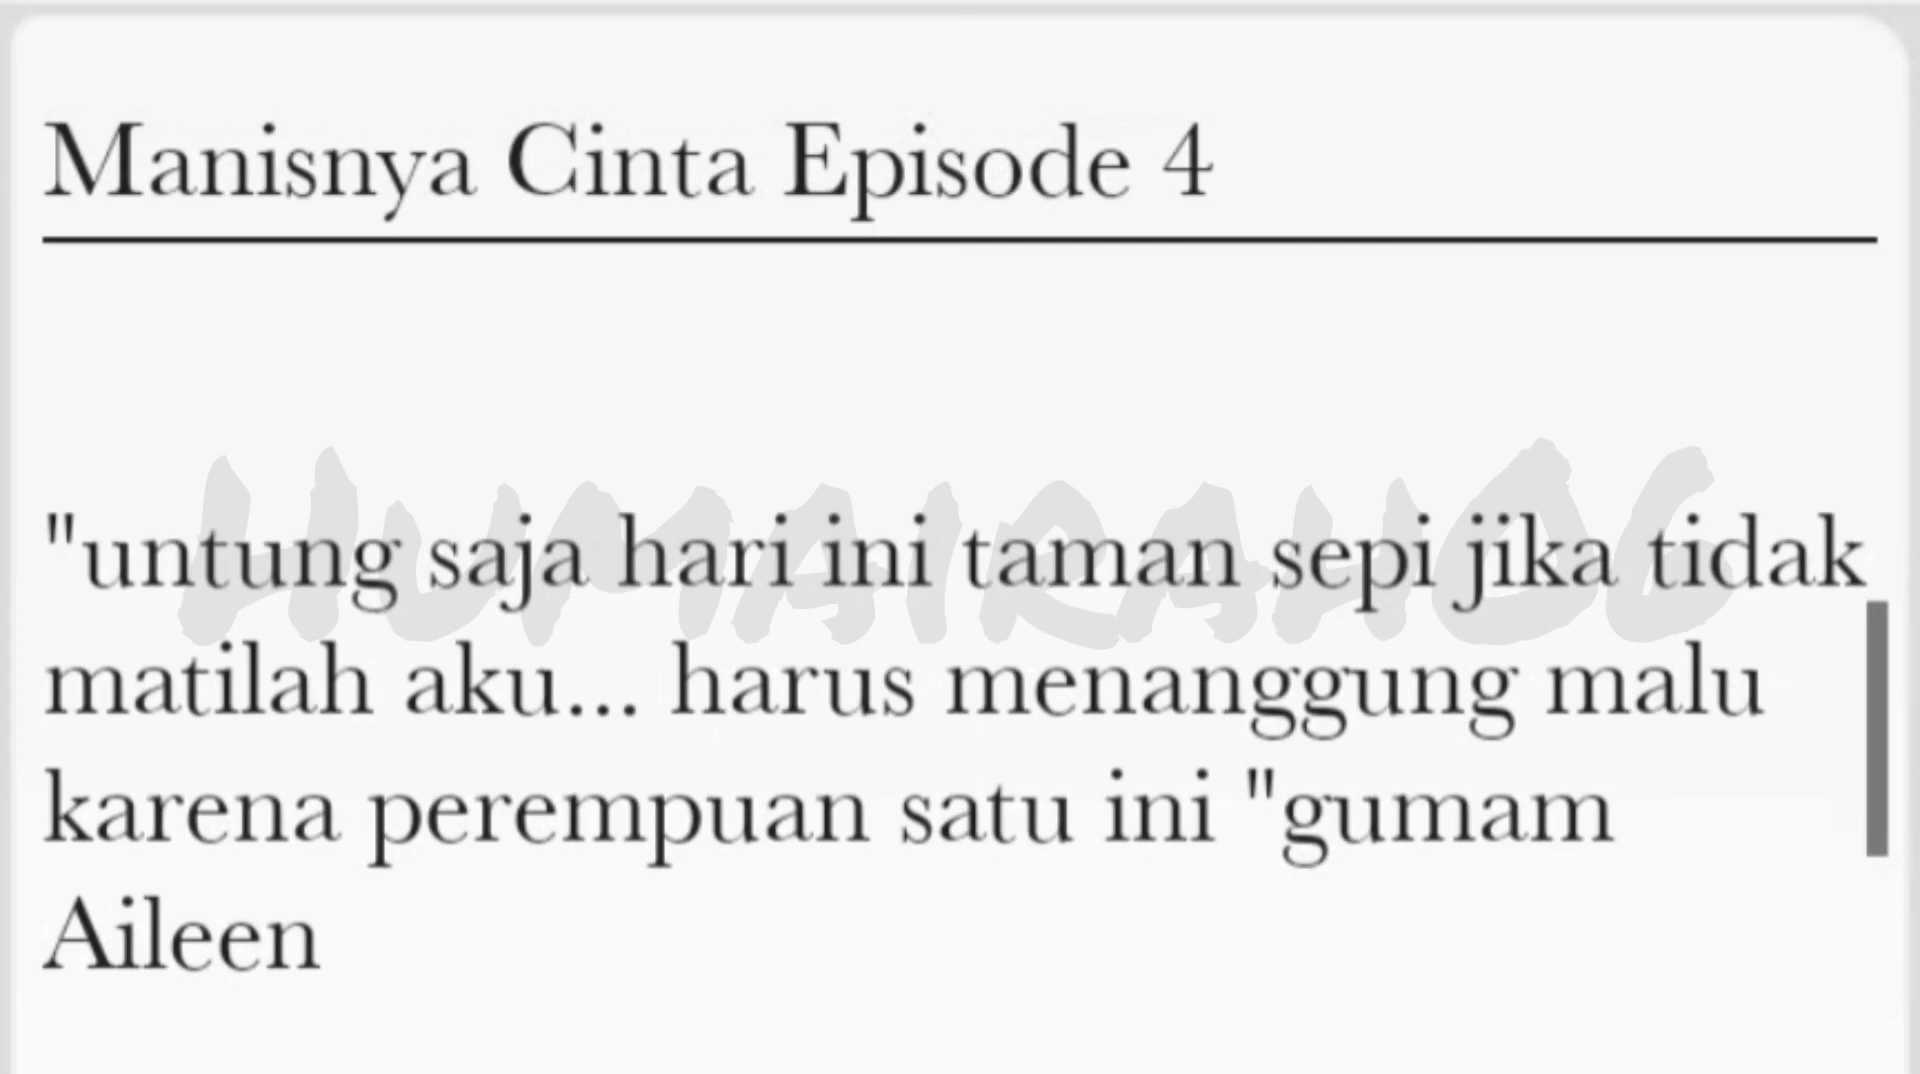 Manisnya Cinta Episode 4
HUMAIRAH06
"untung saja hari ini taman sepi jika tidak
matilah aku... harus menanggung malu
karena perempuan satu ini "gumam
Aileen